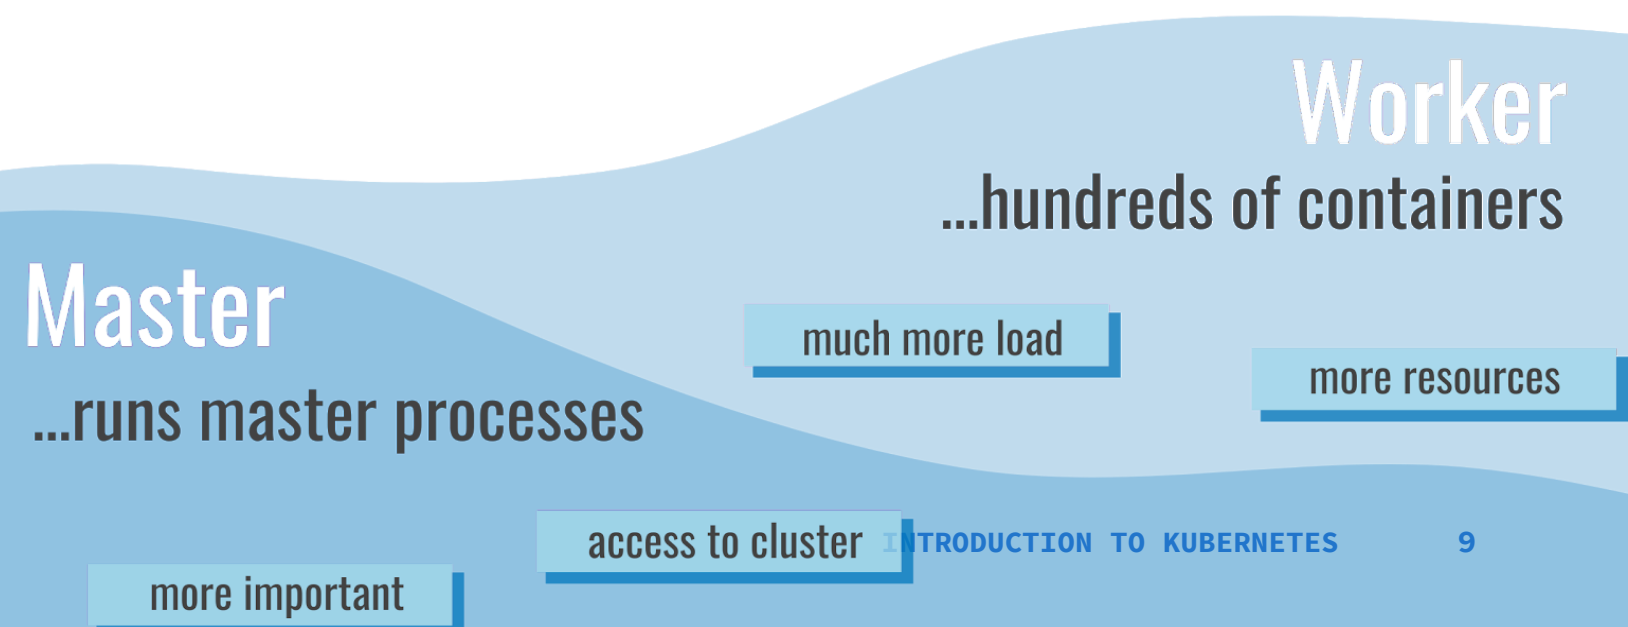 Worker
...hundreds of containers
Master
...runs master processes
much more load
more resources
access to cluster
INTRODUCTION TO KUBERNETES 9
more important